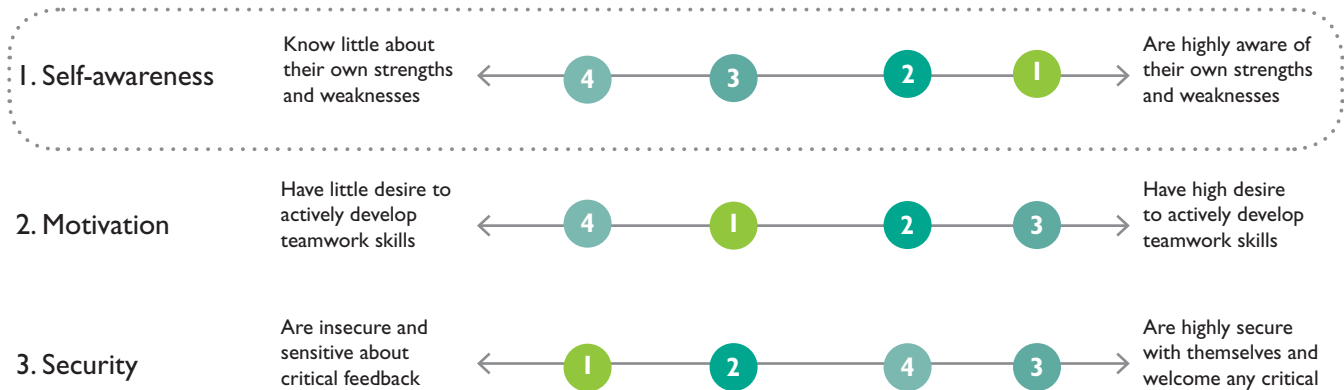 1. Self-awareness
Know little about
their own strengths
and weaknesses
4 3 2 1
Are highly aware of
their own strengths
and weaknesses
2. Motivation
Have little desire to
actively develop
teamwork skills
4 1 2 3
Have high desire
to actively develop
teamwork skills
3. Security
Are insecure and
sensitive about
critical feedback
1 2 4 3
Are highly secure
with themselves and
welcome any critical